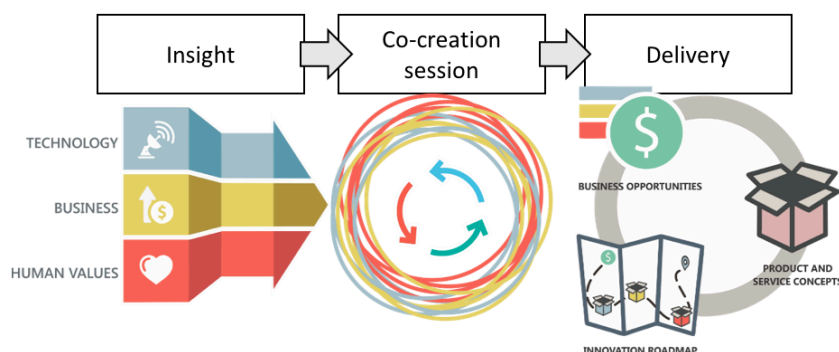 Insight
Co-creation
session
Delivery
TECHNOLOGY
BUSINESS
HUMAN VALUES
$
$
BUSINESS OPPORTUNITIES
PRODUCT AND
SERVICE CONCEPTS
$
INNOVATION ROADMAP